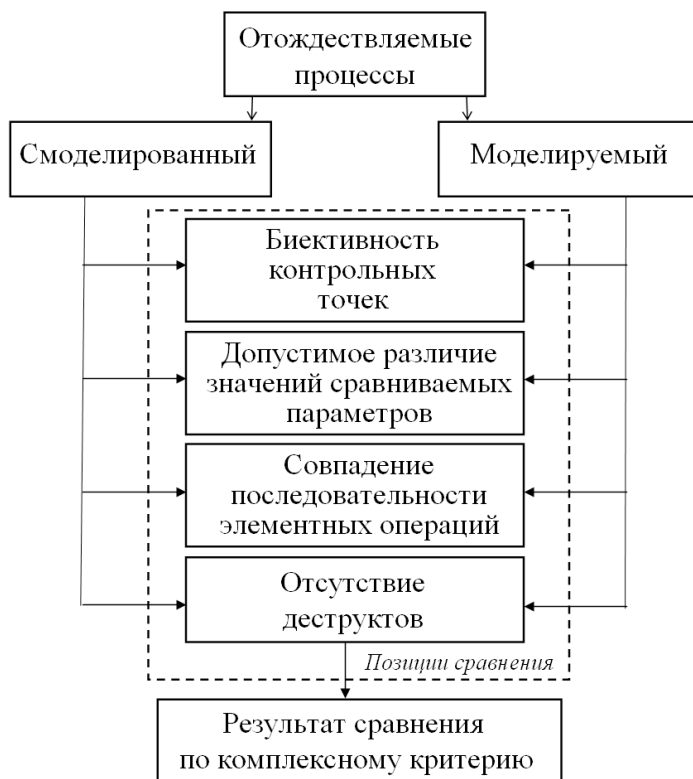 Отождествляемые
процессы
Смоделированный
Моделируемый
Биективность
контрольных
точек
Допустимое различие
значений сравниваемых
параметров
Совпадение
последовательности
элементных операций
Отсутствие
деструктов
Позиции сравнения
Результат сравнения
по комплексному критерию